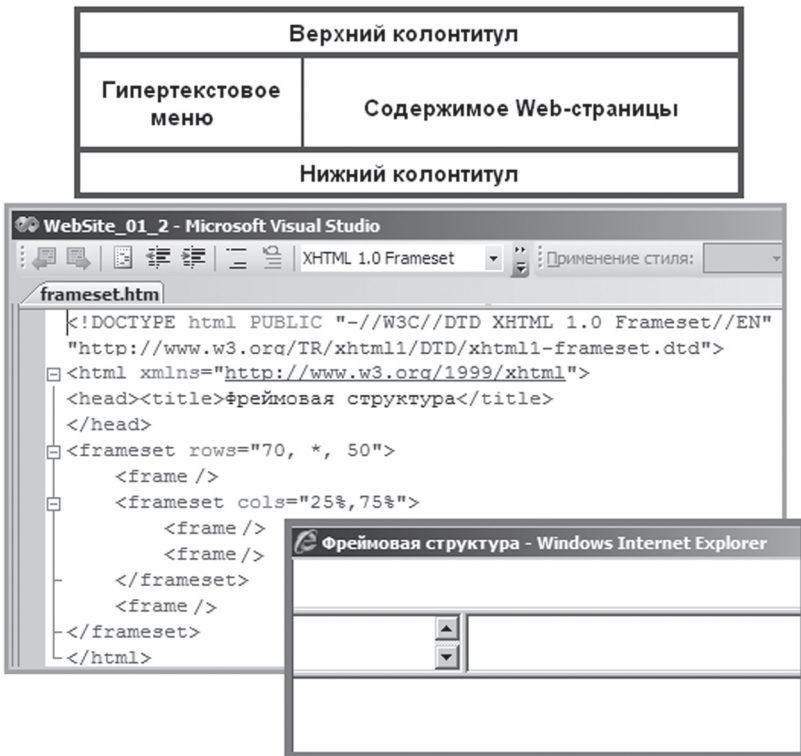 Верхний колонтитул
Гипертекстовое
меню
Содержимое Web-страницы
Нижний колонтитул
WebSite_01_2 - Microsoft Visual Studio
XHTML 1.0 Frameset
Применение стиля:
frameset.htm
<!DOCTYPE html PUBLIC "-//W3C//DTD XHTML 1.0 Frameset//EN"
"http://www.w3.org/TR/xhtml1/DTD/xhtml1-frameset.dtd">
<html xmlns="http://www.w3.org/1999/xhtml">
<head><title>Фреймовая структура</title>
</head>
<frameset rows="70, *, 50">
<frame />
<frameset cols="25%,75%">
<frame />
<frame />
</frameset>
<frame />
</frameset>
</html>
Фреймовая структура - Windows Internet Explorer